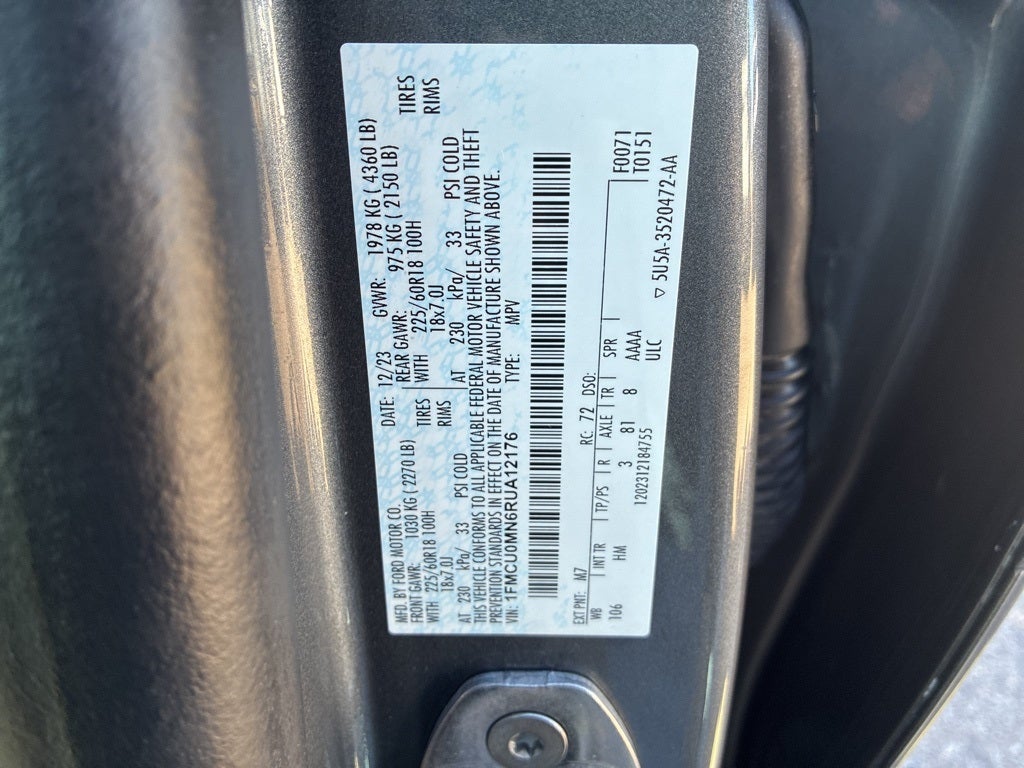 MFD. BY FORD MOTOR CO. DATE: 12/23 GVWR: 1978 KG ( 4360 LB)
FRONT GAWR: 1030 KG ( 2270 LB) REAR GAWR: 975 KG ( 2150 LB)
WITH 225/60R18 100H TIRES WITH 225/60R18 100H TIRES
18x7.0J RIMS 18x7.0J RIMS
AT 230 kPa/ 33 PSI COLD AT 230 kPa/ 33 PSI COLD
THIS VEHICLE CONFORMS TO ALL APPLICABLE FEDERAL MOTOR VEHICLE SAFETY AND THEFT
PREVENTION STANDARDS IN EFFECT ON THE DATE OF MANUFACTURE SHOWN ABOVE.
VIN: 1FMCU0MN6RUA12176 TYPE: MPV
EXT PNT: M7 RC: 72 DSO:
WB INT TR TP/PS R AXLE TR SPR F0071
106 HM 3 81 8 AAAA T0151
ULC
1202312184755 ▽ 5U5A-3520472-AA